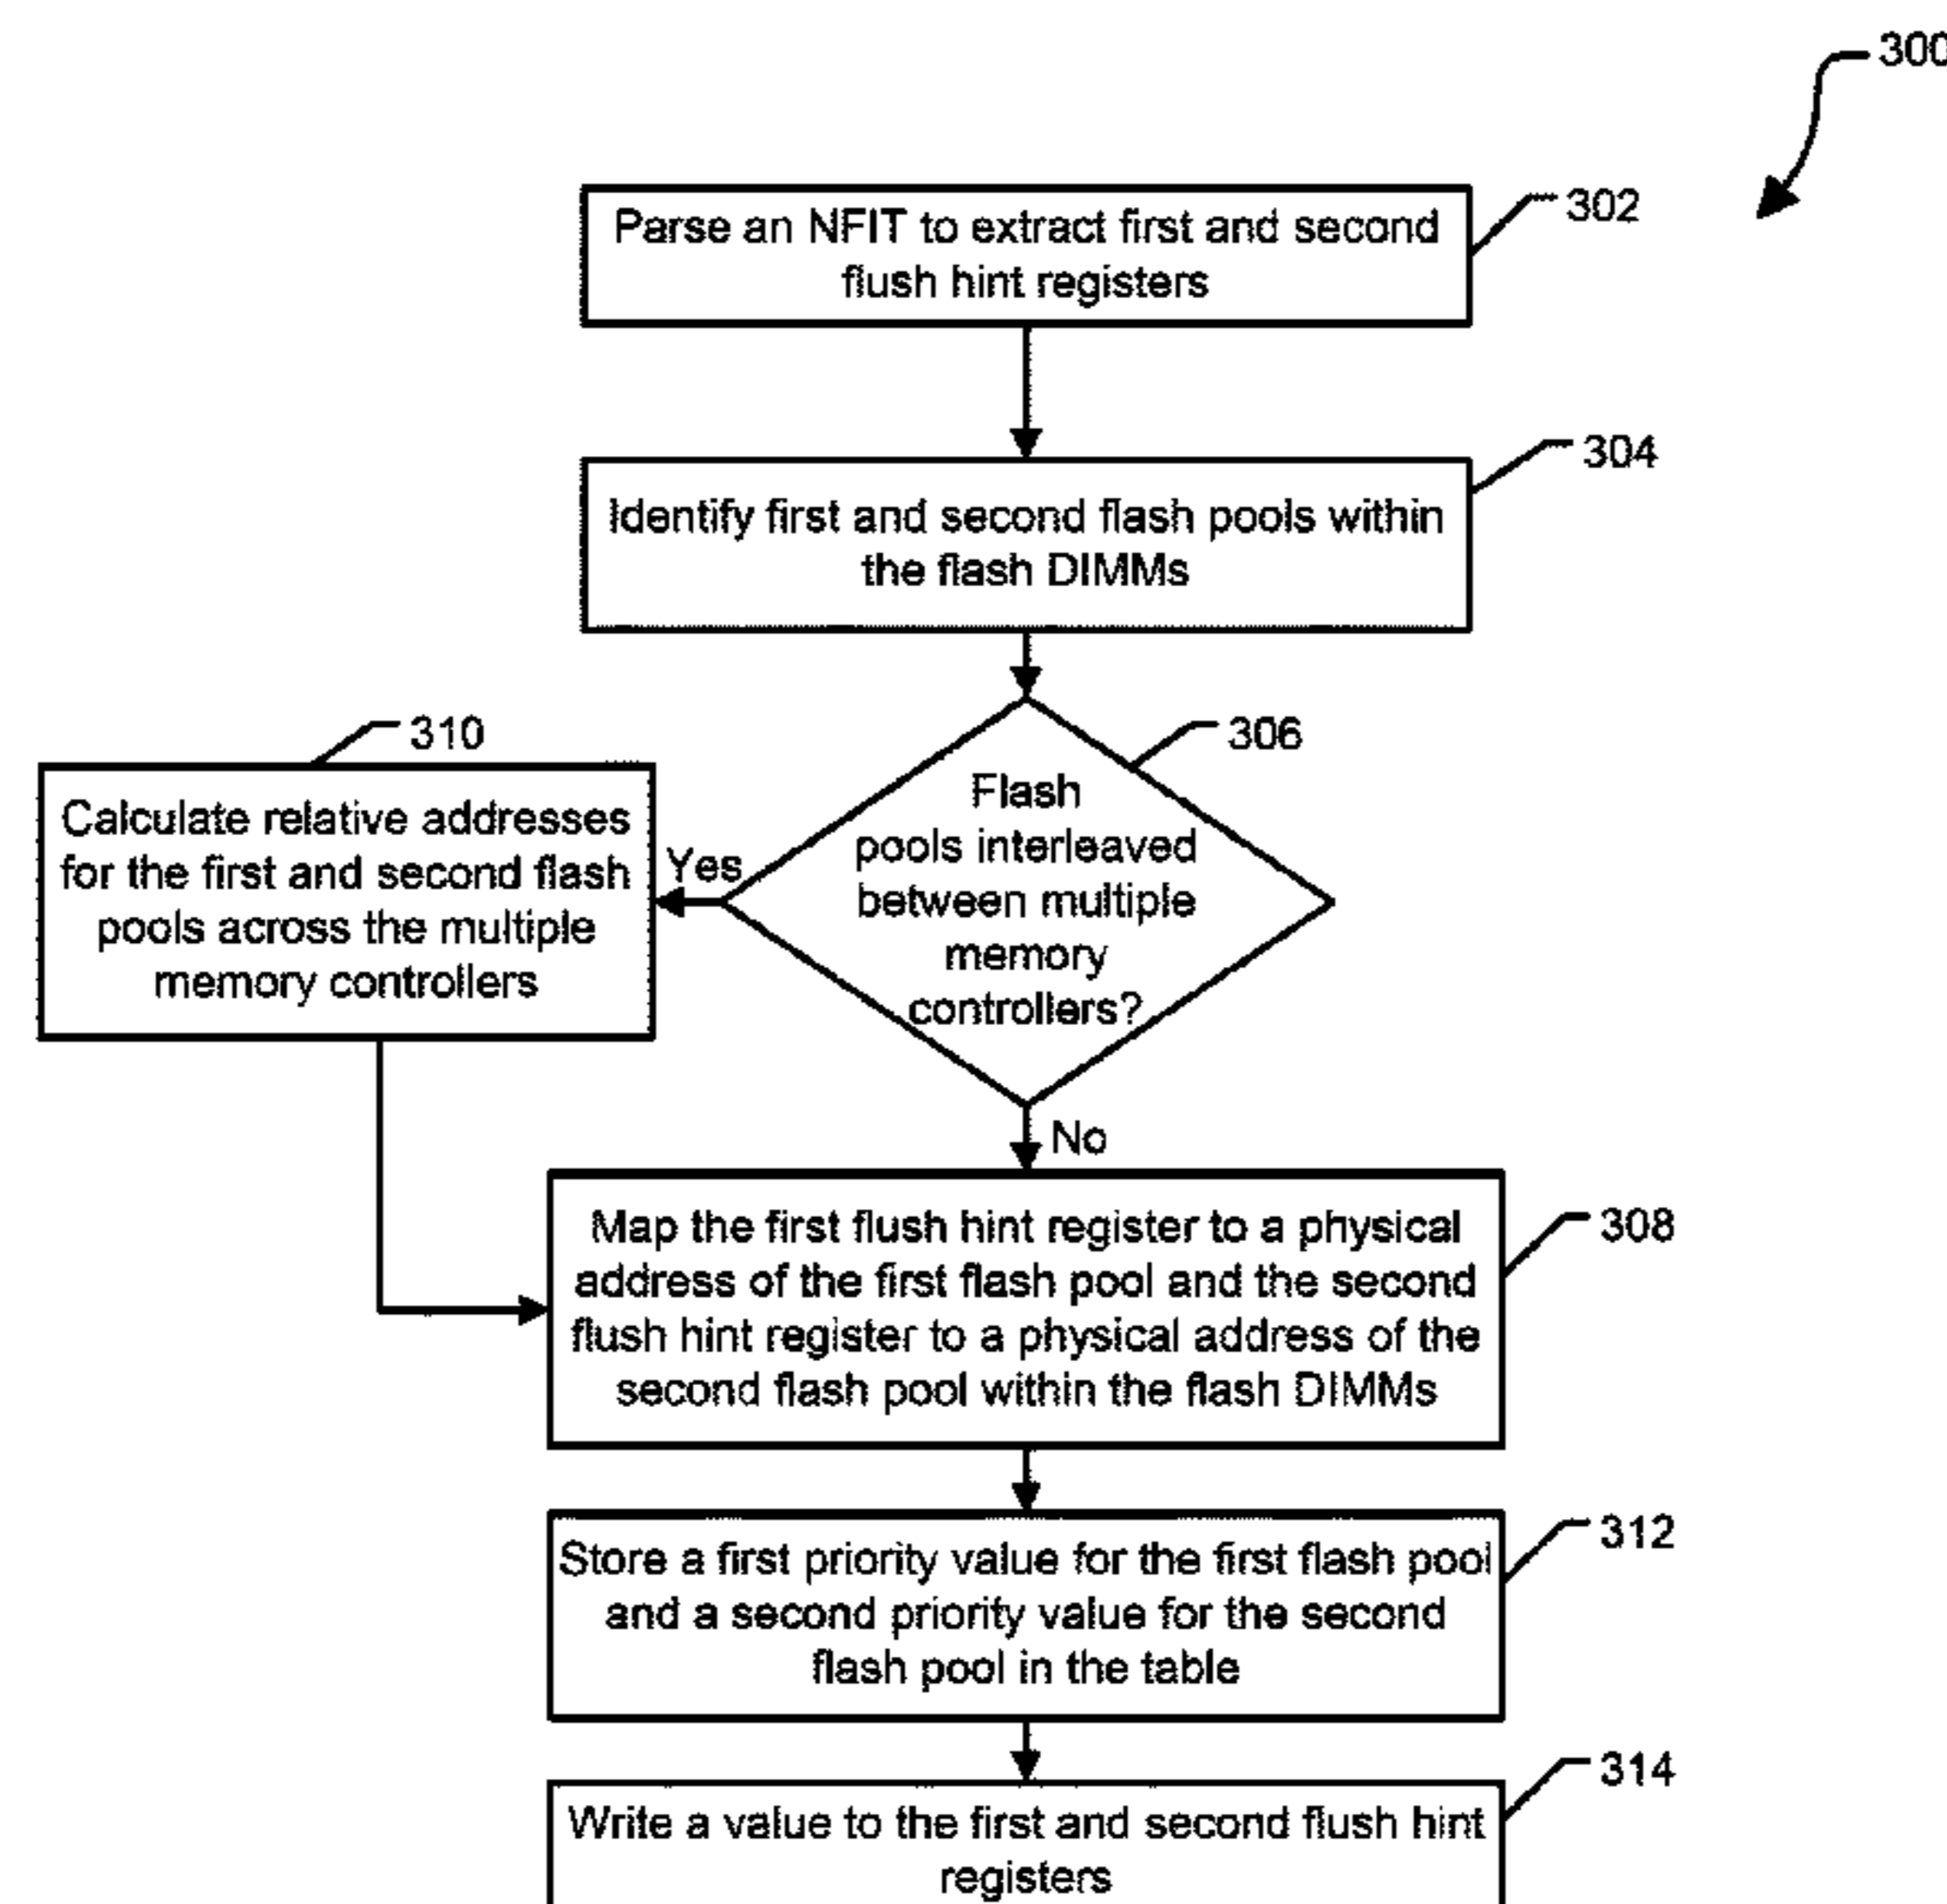 300
Parse an NFIT to extract first and second
flush hint registers
302
304
Identify first and second flash pools within
the flash DIMMs
310
306
Calculate relative addresses
for the first and second flash
pools across the multiple
memory controllers
Yes
Flash
pools interleaved
between multiple
memory
controllers?
No
Map the first flush hint register to a physical
address of the first flash pool and the second
flush hint register to a physical address of the
second flash pool within the flash DIMMs
308
Store a first priority value for the first flash pool
and a second priority value for the second
flash pool in the table
312
314
Write a value to the first and second flush hint
registers